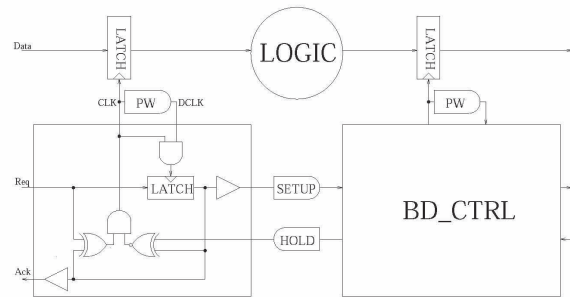 Data
LATCH
LOGIC
LATCH
CLK
PW
DCLK
PW
Req
LATCH
SETUP
BD_CTRL
HOLD
Ack